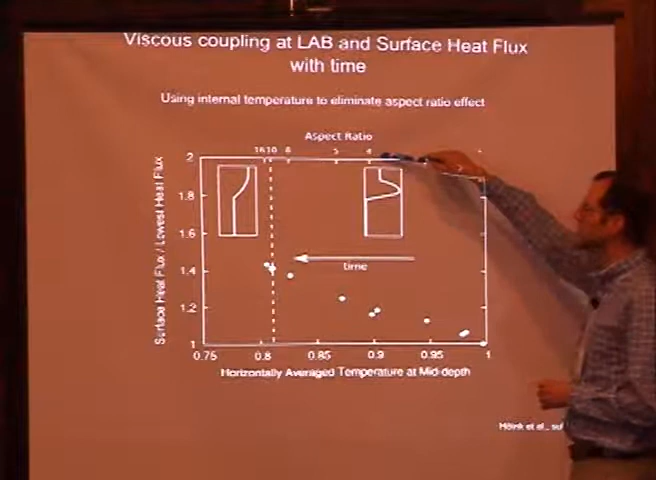 Viscous coupling at LAB and Surface Heat Flux
with time
Using internal temperature to eliminate aspect ratio effect
Aspect Ratio
16 10 8 5 4
Surface Heat Flux / Lowest Heat Flux
2
1.8
1.6
1.4
1.2
1
time
0.75 0.8 0.85 0.9 0.95 1
Horizontally Averaged Temperature at Mid-depth
Höink et al.,